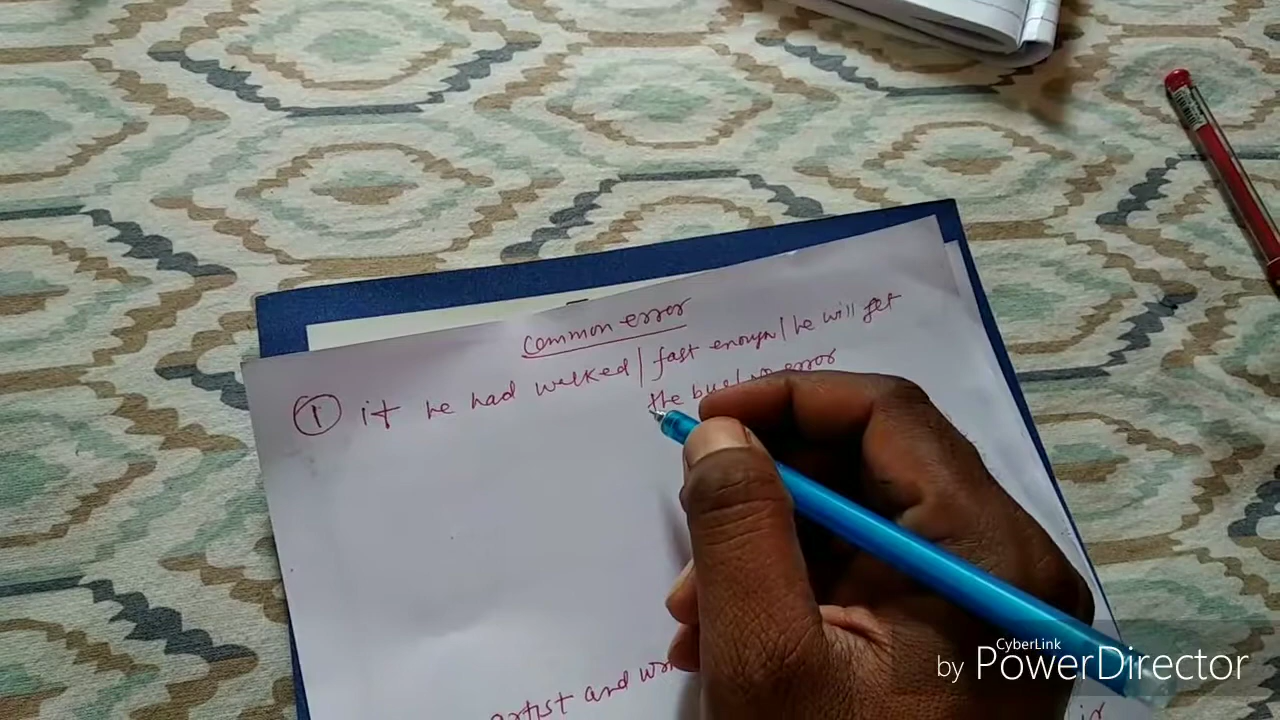 common error
① if he had walked / fast enough / he will get
the bus / no error
artist and
is
by CyberLink PowerDirector